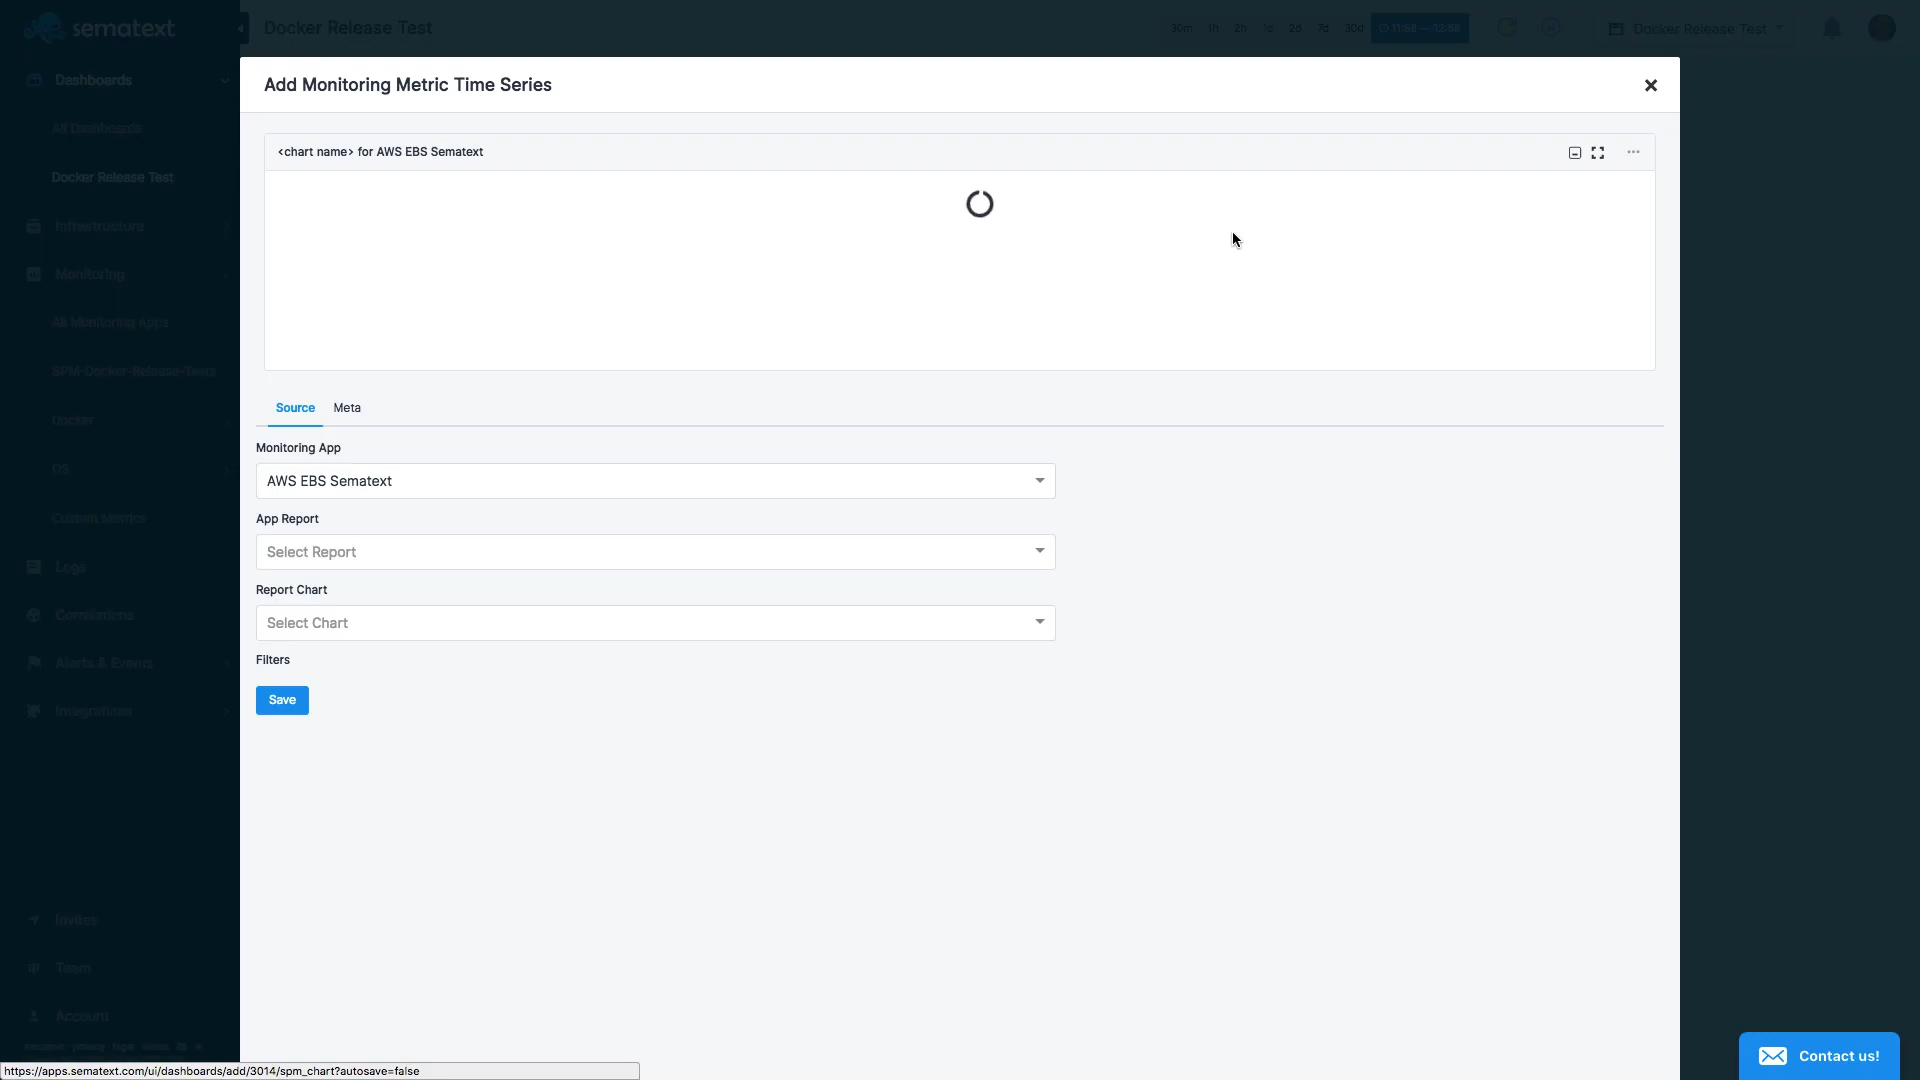 sematext
Docker Release Test
30m 1h 2h 1d 2d 7d 30d 11:58 — 12:58
Docker Release Test
Dashboards
All Dashboards
Docker Release Test
Infrastructure
Monitoring
All Monitoring Apps
SPM-Docker-Release-Tests
Docker
OS
Custom Metrics
Logs
Correlations
Alerts & Events
Integrations
Invites
Team
Account
Add Monitoring Metric Time Series
<chart name> for AWS EBS Sematext
Source Meta
Monitoring App
AWS EBS Sematext
App Report
Select Report
Report Chart
Select Chart
Filters
Save
Contact us!
https://apps.sematext.com/ui/dashboards/add/3014/spm_chart?autosave=false